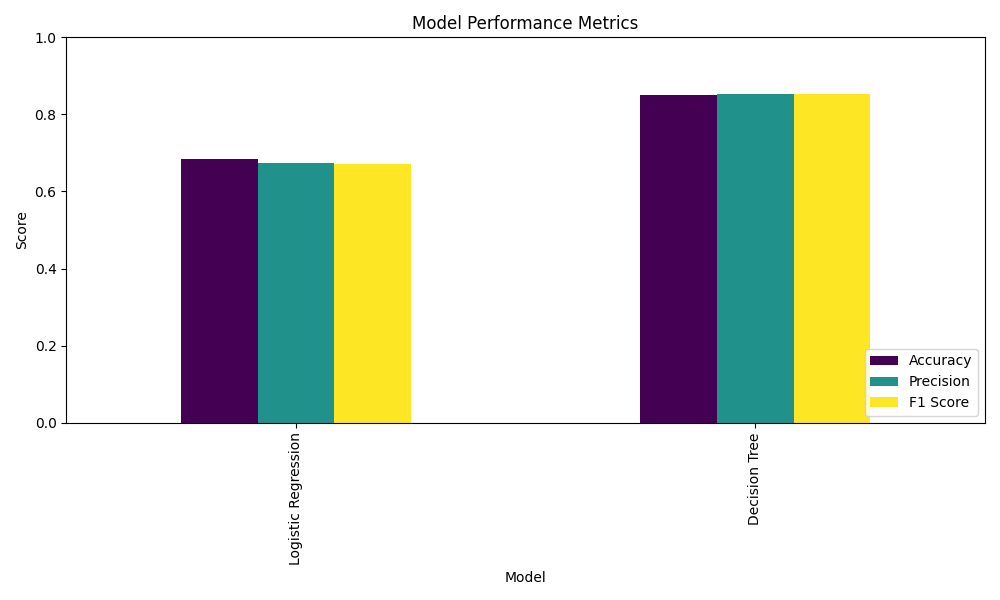 Model Performance Metrics
1.0
0.8
0.6
0.4
0.2
0.0
Score
Accuracy
Precision
F1 Score
Logistic Regression
Decision Tree
Model